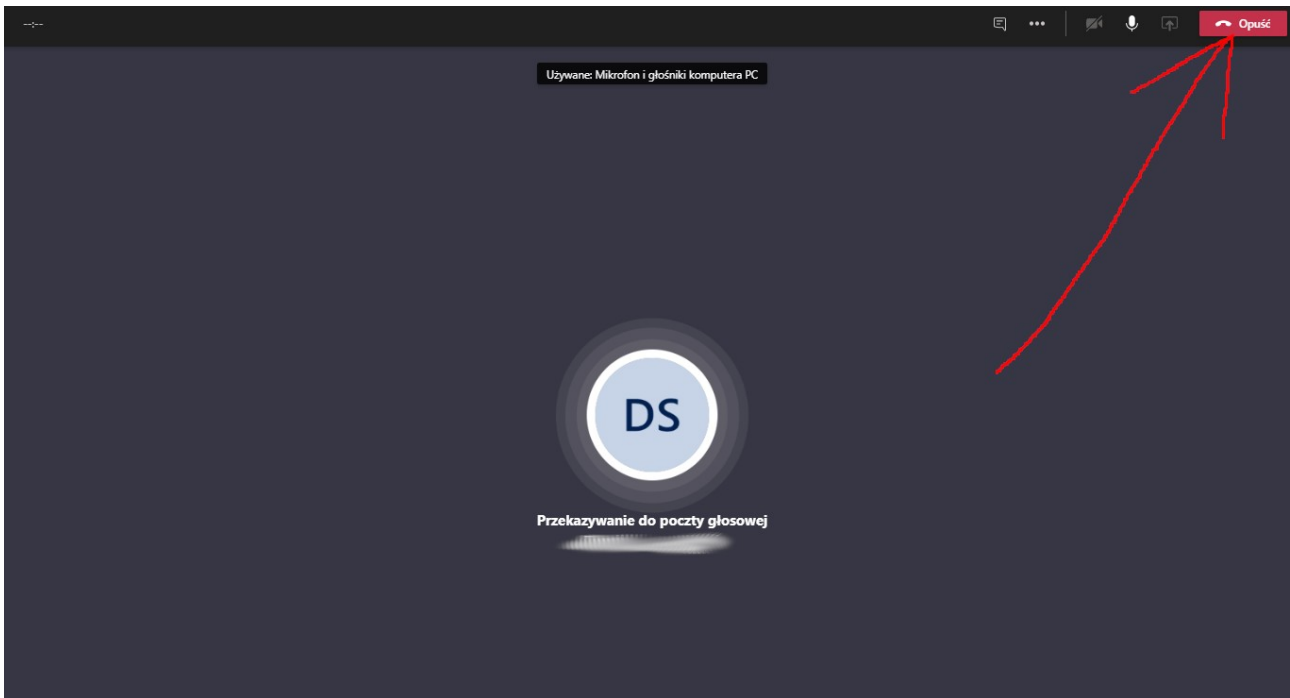 --:--
Opuść
Używane: Mikrofon i głośniki komputera PC
DS
Przekazywanie do poczty głosowej